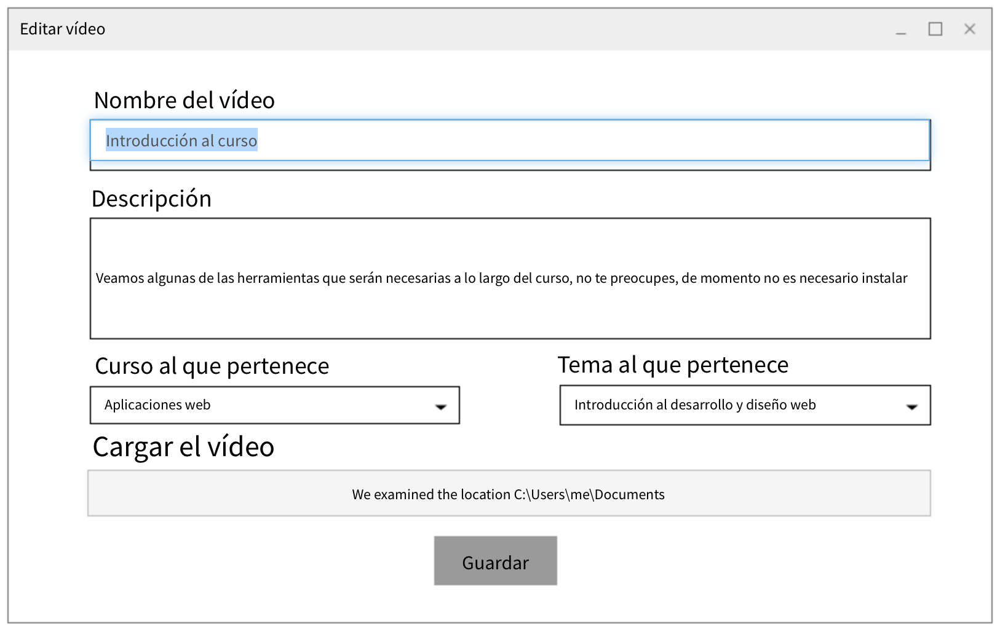 Editar vídeo
Nombre del vídeo
Introducción al curso
Descripción
Veamos algunas de las herramientas que serán necesarias a lo largo del curso, no te preocupes, de momento no es necesario instalar
Curso al que pertenece
Tema al que pertenece
Aplicaciones web
Introducción al desarrollo y diseño web
Cargar el vídeo
We examined the location C:\Users\me\Documents
Guardar